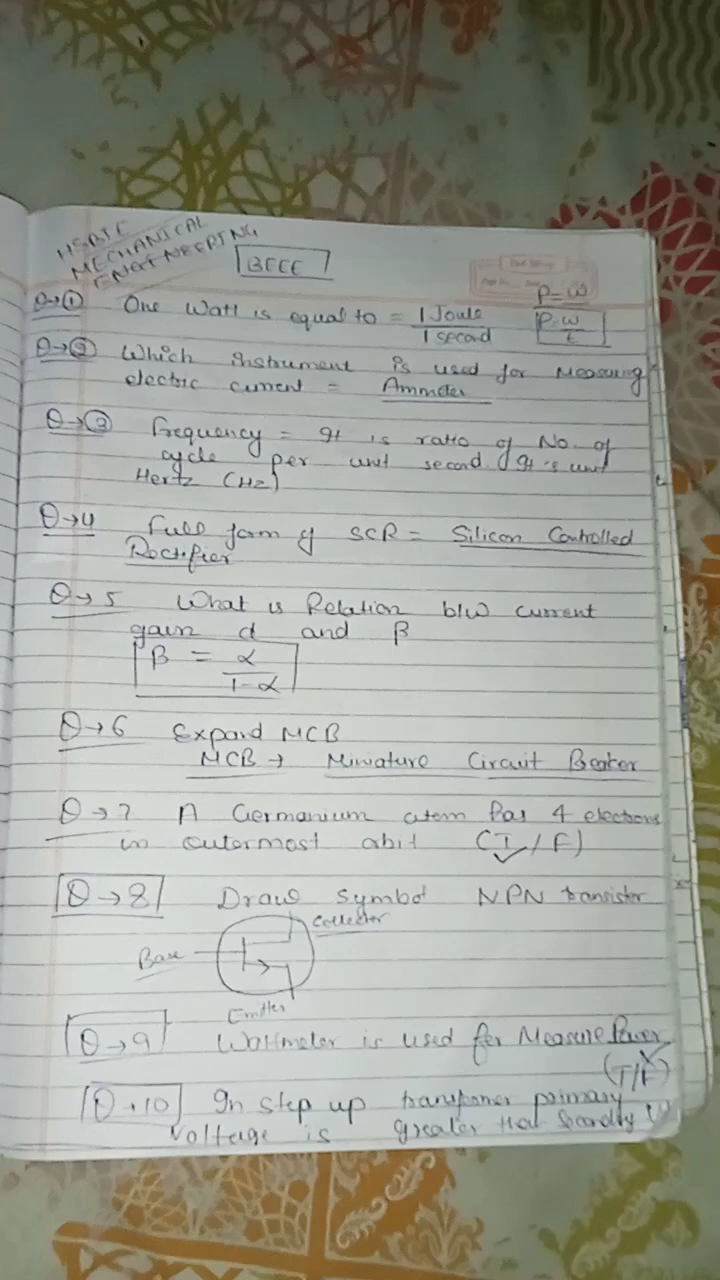 HSBTE
MECHANICAL
ENGINEERING
BEEE
P=W
Q→① One Watt is equal to = 1 Joule
1 second
P=W
t
Q→② Which instrument is used for Measuring
electric current = Ammeter
Q→③ Frequency = It is ratio of No. of
cycle per unit second. It is unit
Hertz (Hz)
Q→4 Full form of SCR = Silicon Controlled
Rectifier
Q→5 What is Relation b/w current
gain α and β
β = α
1-α
Q→6 Expand MCB
MCB → Miniature Circuit Beaker
Q→7 A Germanium atom has 4 electrons
in outermost orbit (T/F)
Q→8 Draw symbol NPN transistor
Collector
Base
Emitter
Q→9 Wattmeter is used for Measure Power
(T/F)
Q→10 In step up transformer primary
Voltage is greater than